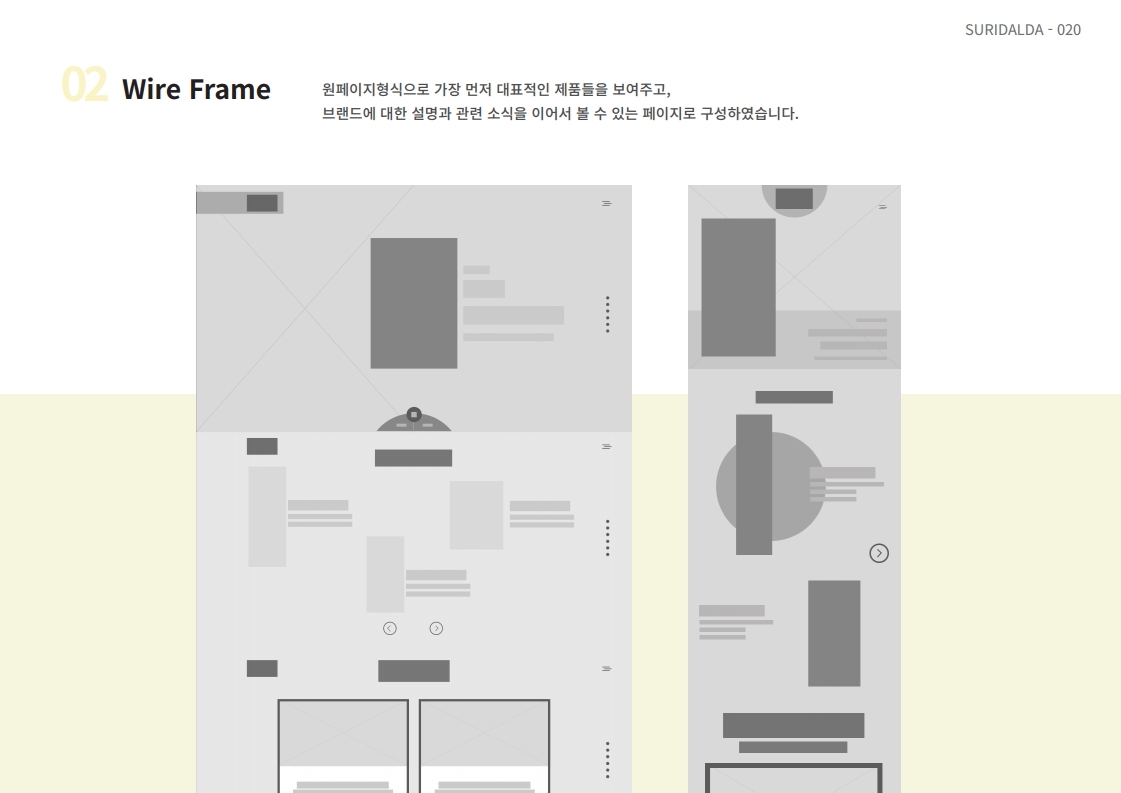 SURIDALDA - 020
02 Wire Frame
원페이지형식으로 가장 먼저 대표적인 제품들을 보여주고,
브랜드에 대한 설명과 관련 소식을 이어서 볼 수 있는 페이지로 구성하였습니다.